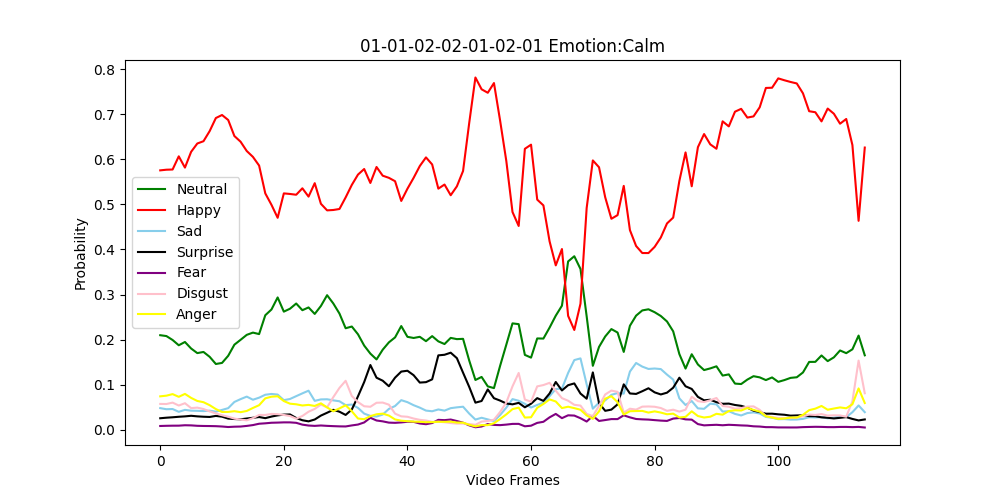 01-01-02-02-01-02-01 Emotion:Calm
0.8
0.7
0.6
0.5
0.4
0.3
0.2
0.1
0.0
Probability
Neutral
Happy
Sad
Surprise
Fear
Disgust
Anger
0 20 40 60 80 100
Video Frames